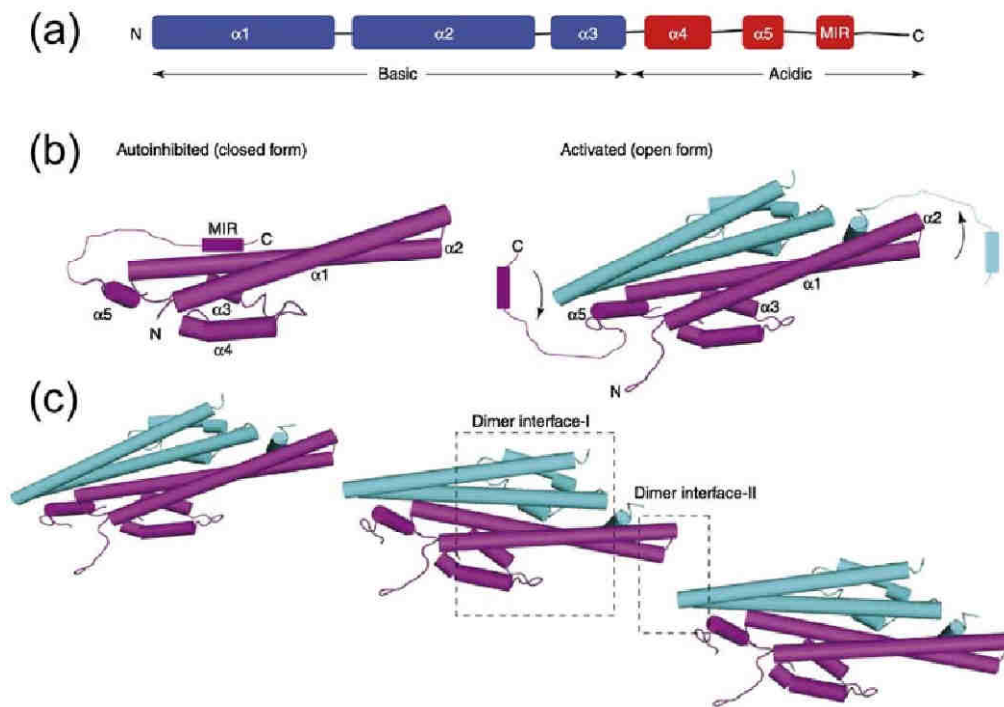 (a)
N α1 α2 α3 α4 α5 MIR C
Basic Acidic
(b)
Autoinhibited (closed form)
MIR
C
α2
α1
α5
α3
N
α4
Activated (open form)
α2
C
α1
α5
α3
N
(c)
Dimer interface-I
Dimer interface-II